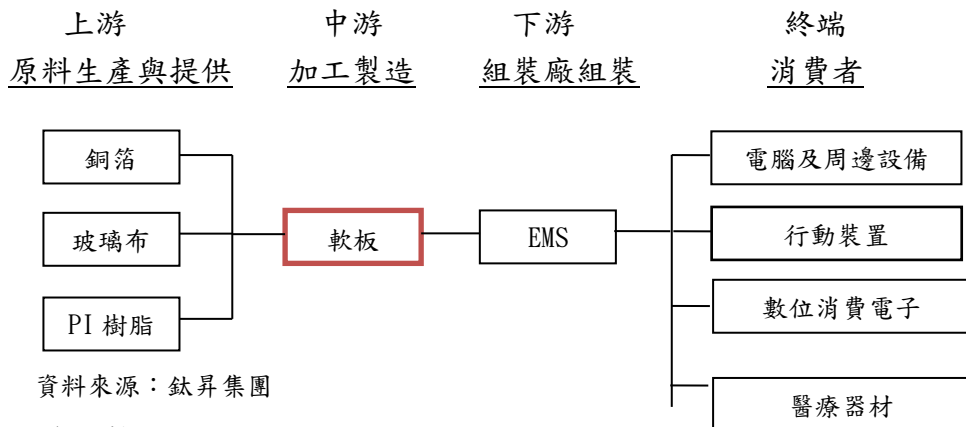 上游 中游 下游 終端
原料生產與提供 加工製造 組裝廠組裝 消費者
銅箔 電腦及周邊設備
玻璃布 軟板 EMS 行動裝置
PI 樹脂 數位消費電子
資料來源：鈦昇集團
醫療器材